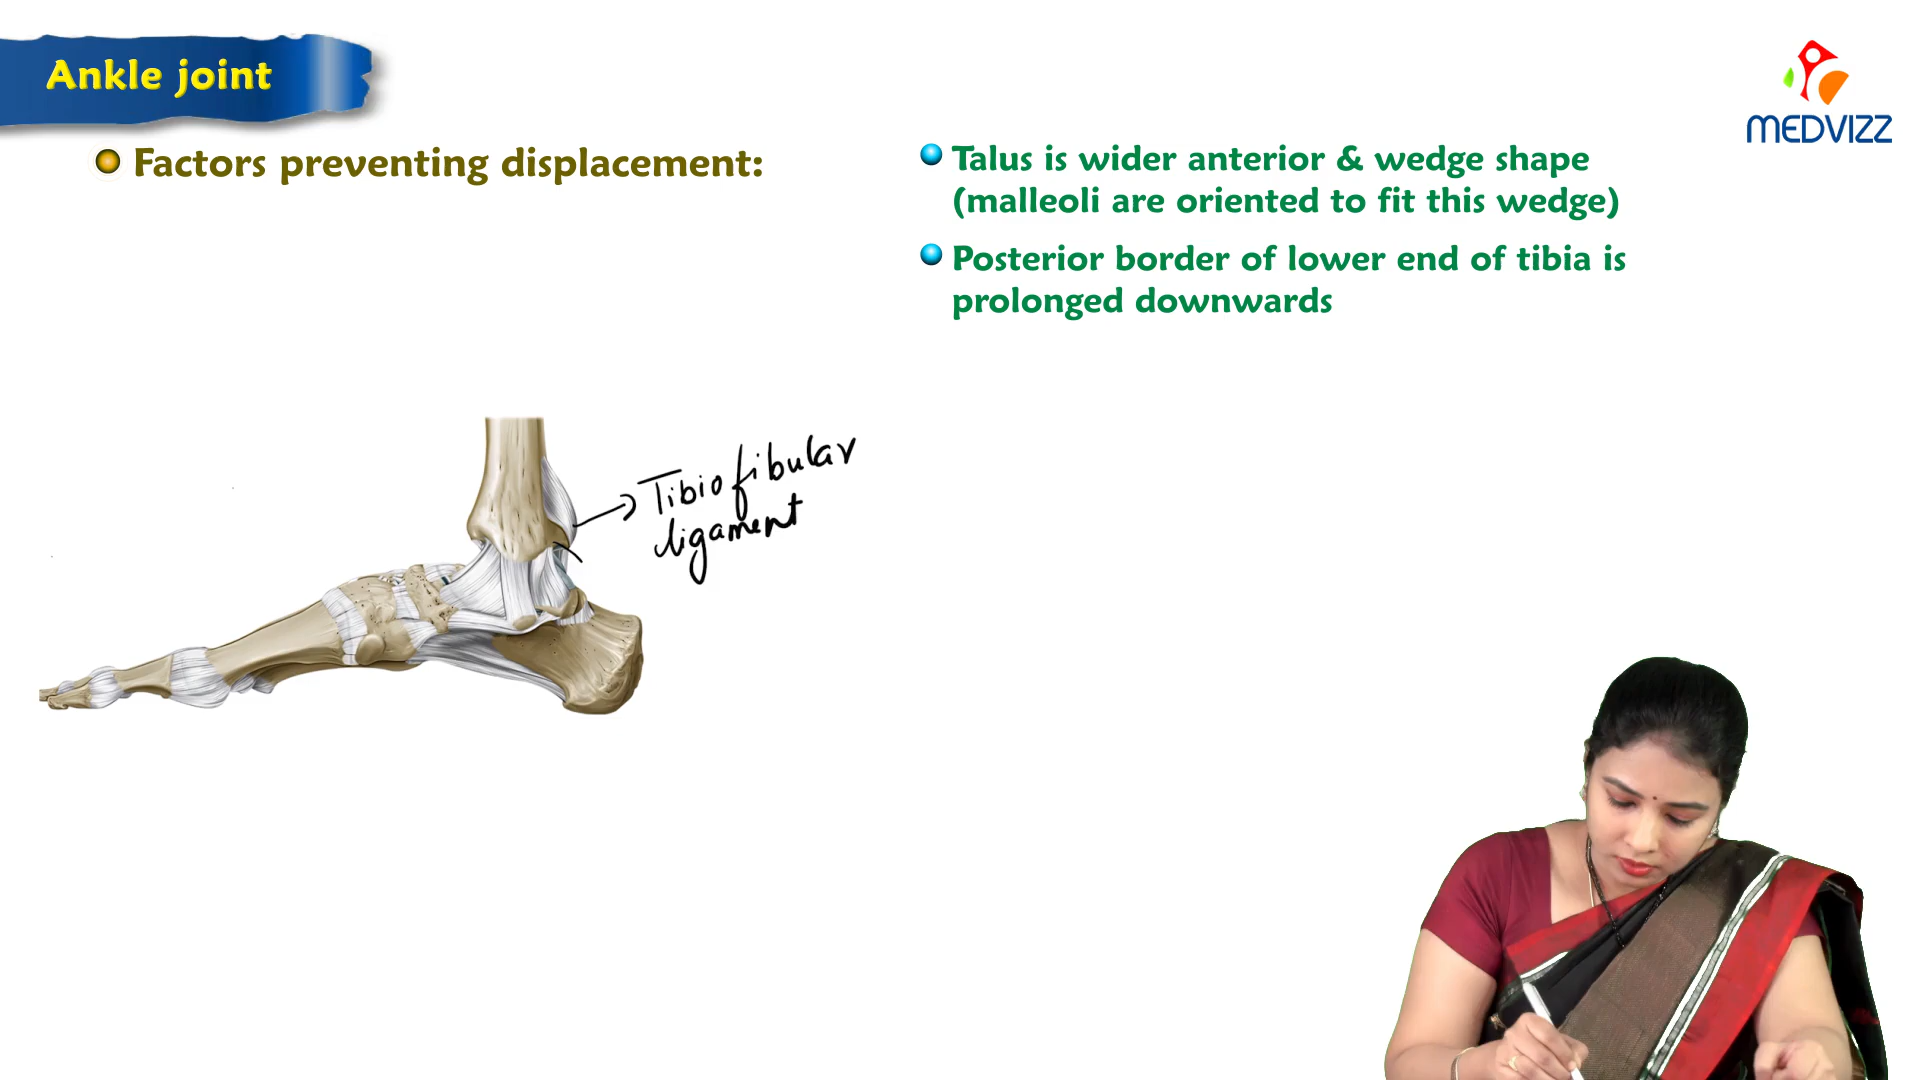 Ankle joint
MEDVIZZ
Factors preventing displacement:
Talus is wider anterior & wedge shape
(malleoli are oriented to fit this wedge)
Posterior border of lower end of tibia is
prolonged downwards
Tibiofibular
ligament